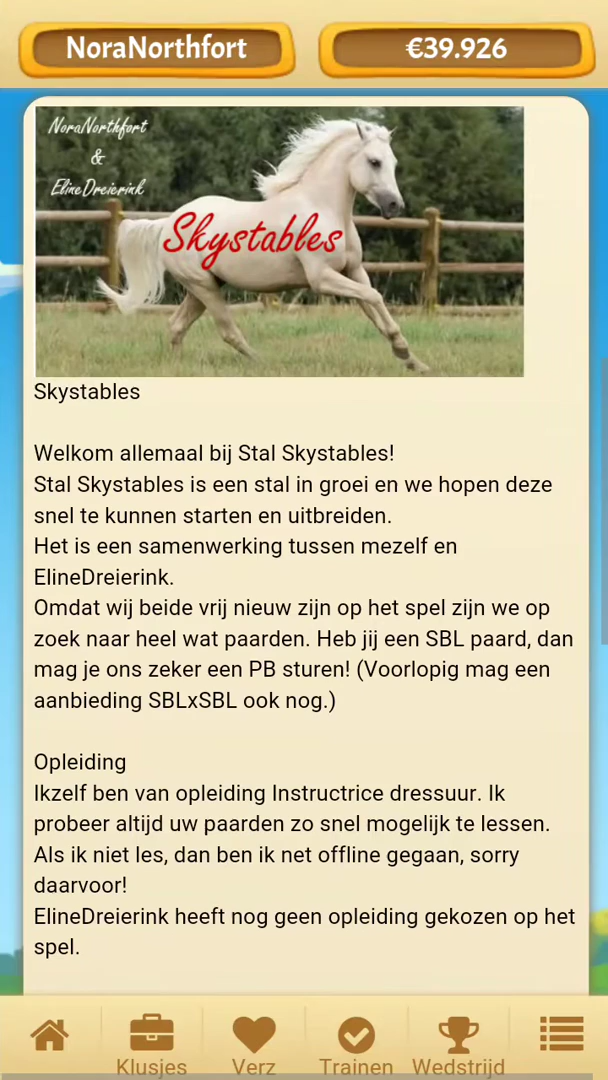 NoraNorthfort
€39.926
NoraNorthfort
&
ElineDreierink
Skystables
Skystables
Welkom allemaal bij Stal Skystables!
Stal Skystables is een stal in groei en we hopen deze
snel te kunnen starten en uitbreiden.
Het is een samenwerking tussen mezelf en
ElineDreierink.
Omdat wij beide vrij nieuw zijn op het spel zijn we op
zoek naar heel wat paarden. Heb jij een SBL paard, dan
mag je ons zeker een PB sturen! (Voorlopig mag een
aanbieding SBLxSBL ook nog.)
Opleiding
Ikzelf ben van opleiding Instructrice dressuur. Ik
probeer altijd uw paarden zo snel mogelijk te lessen.
Als ik niet les, dan ben ik net offline gegaan, sorry
daarvoor!
ElineDreierink heeft nog geen opleiding gekozen op het
spel.
Klusjes Verz Trainen Wedstrijd